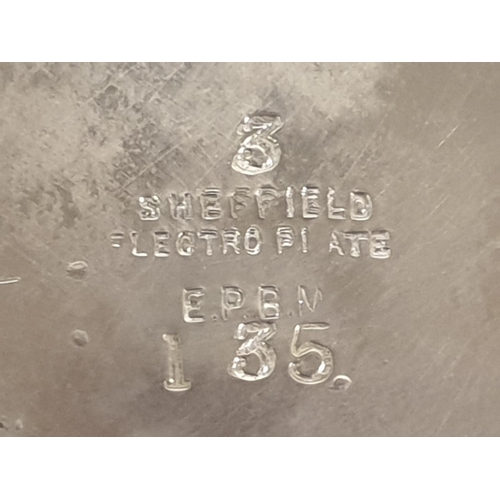 3
SHEFFIELD
ELECTRO PLATE
E.P.B.M
1 35.